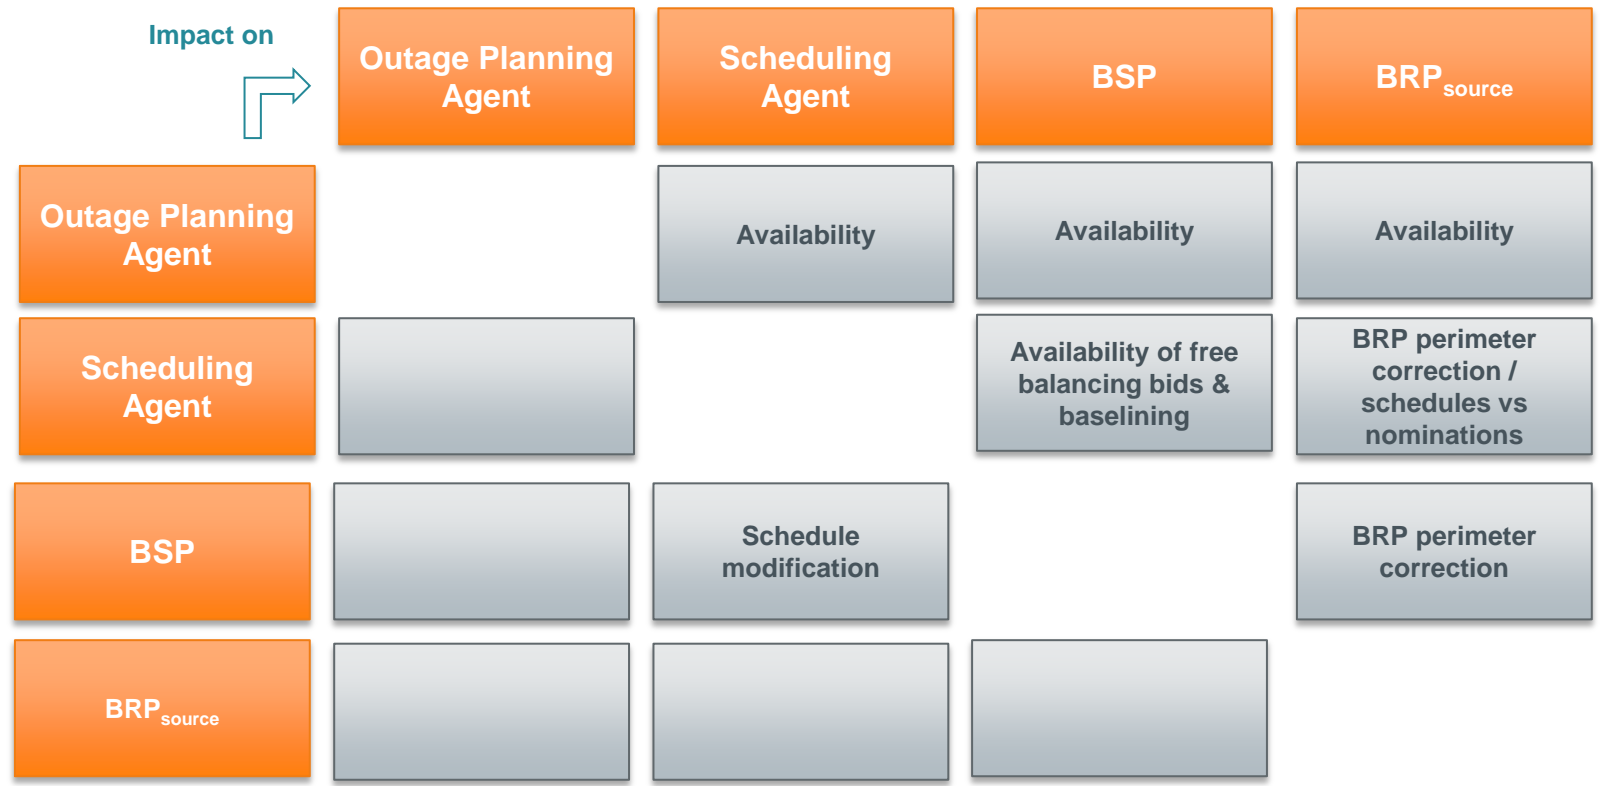 Impact on
Outage Planning
Agent
Scheduling
Agent
BSP
BRPsource
Outage Planning
Agent
Availability
Availability
Availability
Scheduling
Agent
Availability of free
balancing bids &
baselining
BRP perimeter
correction /
schedules vs
nominations
BSP
Schedule
modification
BRP perimeter
correction
BRPsource